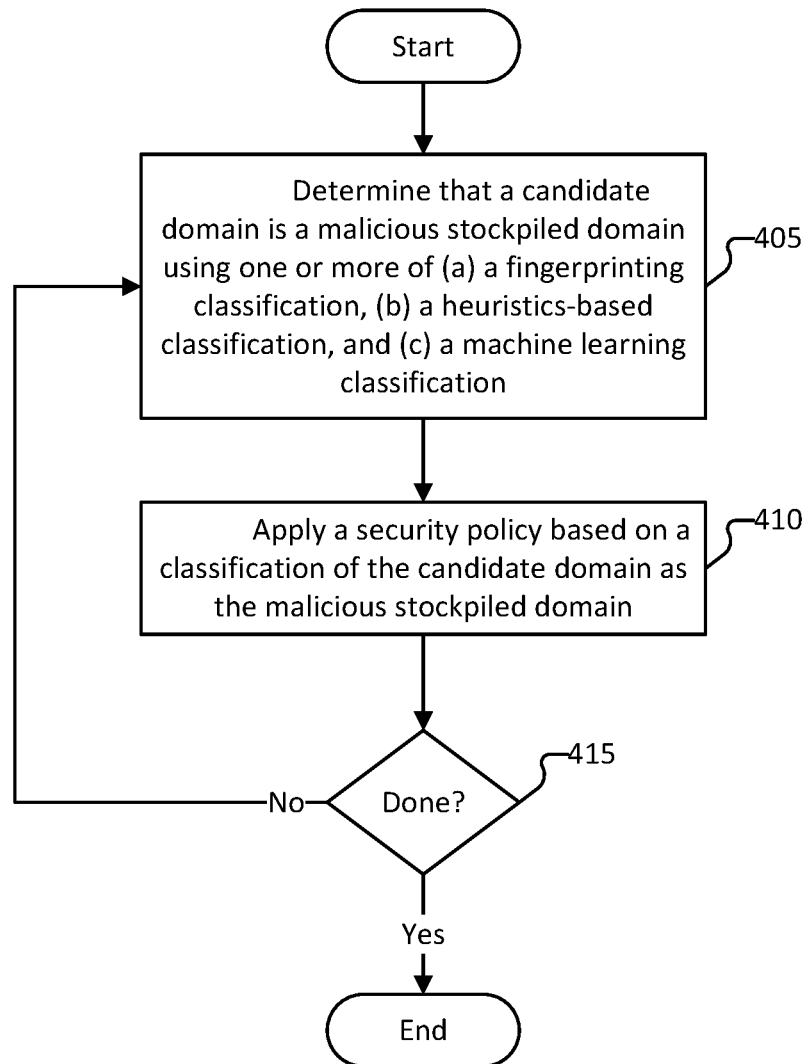 Start
Determine that a candidate
domain is a malicious stockpiled domain
using one or more of (a) a fingerprinting
classification, (b) a heuristics-based
classification, and (c) a machine learning
classification
405
Apply a security policy based on a
classification of the candidate domain as
the malicious stockpiled domain
410
Done?
415
No
Yes
End